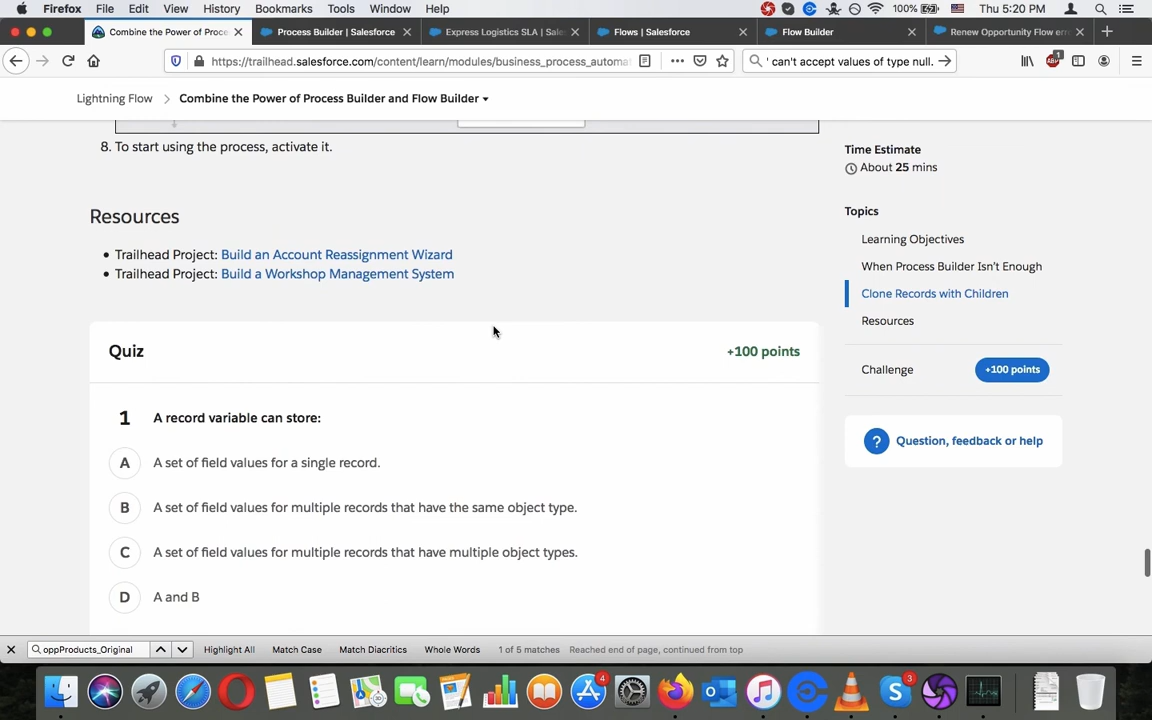 Firefox File Edit View History Bookmarks Tools Window Help 100% Thu 5:20 PM
Combine the Power of Proce
Process Builder | Salesforce
Express Logistics SLA | Sale
Flows | Salesforce
Flow Builder
Renew Opportunity Flow err
https://trailhead.salesforce.com/content/learn/modules/business_process_automat
' can't accept values of type null.
ABP
1
Lightning Flow
Combine the Power of Process Builder and Flow Builder
8. To start using the process, activate it.
Resources
• Trailhead Project: Build an Account Reassignment Wizard
• Trailhead Project: Build a Workshop Management System
Quiz
+100 points
1 A record variable can store:
A A set of field values for a single record.
B A set of field values for multiple records that have the same object type.
C A set of field values for multiple records that have multiple object types.
D A and B
Time Estimate
About 25 mins
Topics
Learning Objectives
When Process Builder Isn't Enough
Clone Records with Children
Resources
Challenge +100 points
? Question, feedback or help
oppProducts_Original
Highlight All Match Case Match Diacritics Whole Words 1 of 5 matches Reached end of page, continued from top
4
3